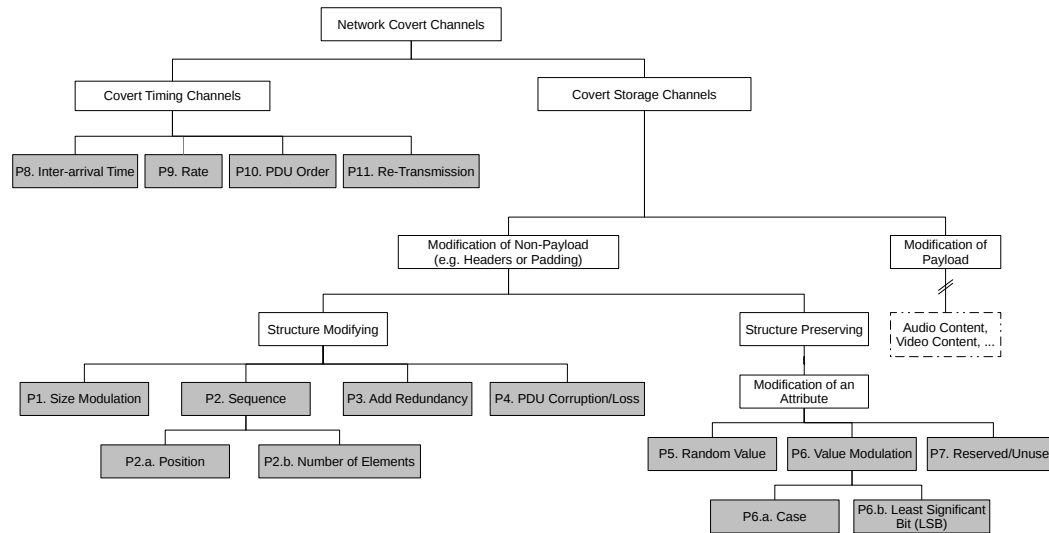 Network Covert Channels
Covert Timing Channels
Covert Storage Channels
P8. Inter-arrival Time
P9. Rate
P10. PDU Order
P11. Re-Transmission
Modification of Non-Payload
(e.g. Headers or Padding)
Modification of
Payload
Structure Modifying
Structure Preserving
Audio Content,
Video Content, ...
Modification of an
Attribute
P1. Size Modulation
P2. Sequence
P3. Add Redundancy
P4. PDU Corruption/Loss
P2.a. Position
P2.b. Number of Elements
P5. Random Value
P6. Value Modulation
P7. Reserved/Unuse
P6.a. Case
P6.b. Least Significant
Bit (LSB)